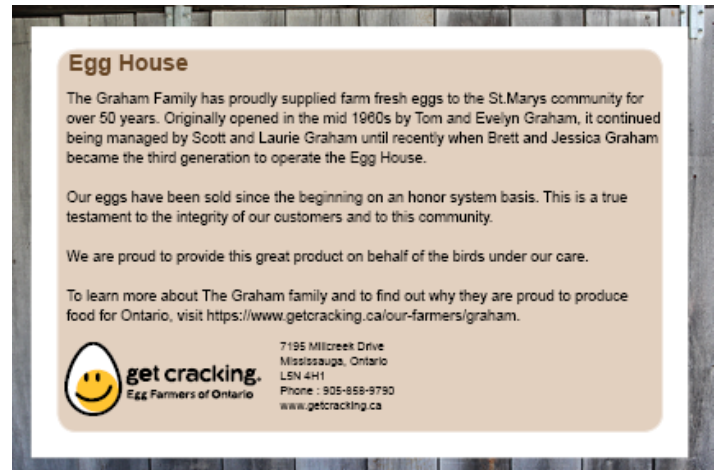 Egg House
The Graham Family has proudly supplied farm fresh eggs to the St.Marys community for
over 50 years. Originally opened in the mid 1960s by Tom and Evelyn Graham, it continued
being managed by Scott and Laurie Graham until recently when Brett and Jessica Graham
became the third generation to operate the Egg House.
Our eggs have been sold since the beginning on an honor system basis. This is a true
testament to the integrity of our customers and to this community.
We are proud to provide this great product on behalf of the birds under our care.
To learn more about The Graham family and to find out why they are proud to produce
food for Ontario, visit https://www.getcracking.ca/our-farmers/graham.
get cracking.
Egg Farmers of Ontario
7195 Millcreek Drive
Mississauga, Ontario
L5N 4H1
Phone : 905-858-9790
www.getcracking.ca